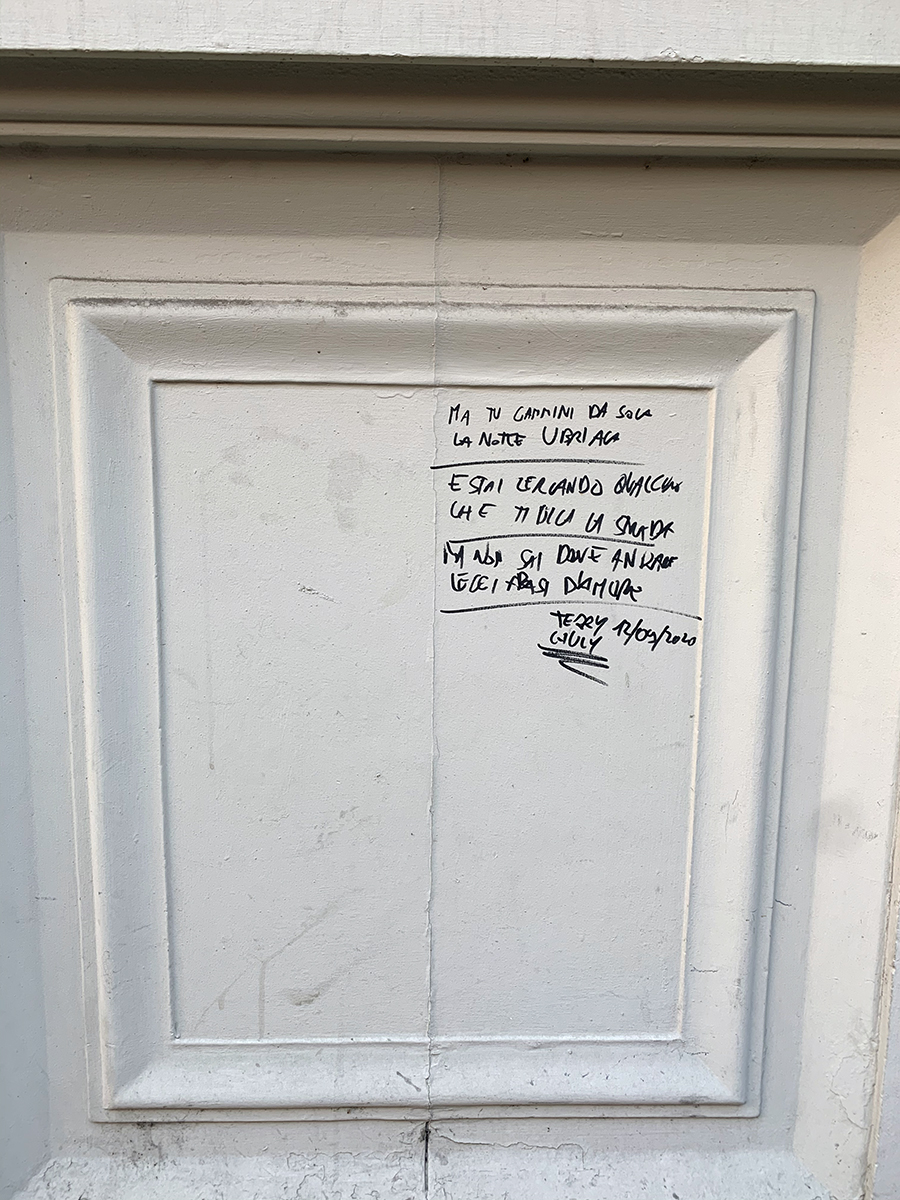 MA TU CAMMINI DA SOLA
LA NOTTE UBRIACA
E STAI CERCANDO QUALCUNO
CHE TI DICA LA STRADA
MA NON SAI DOVE ANDARE
LEGGI FRASI D'AMORE
TERRY 12/09/2020
GIULY